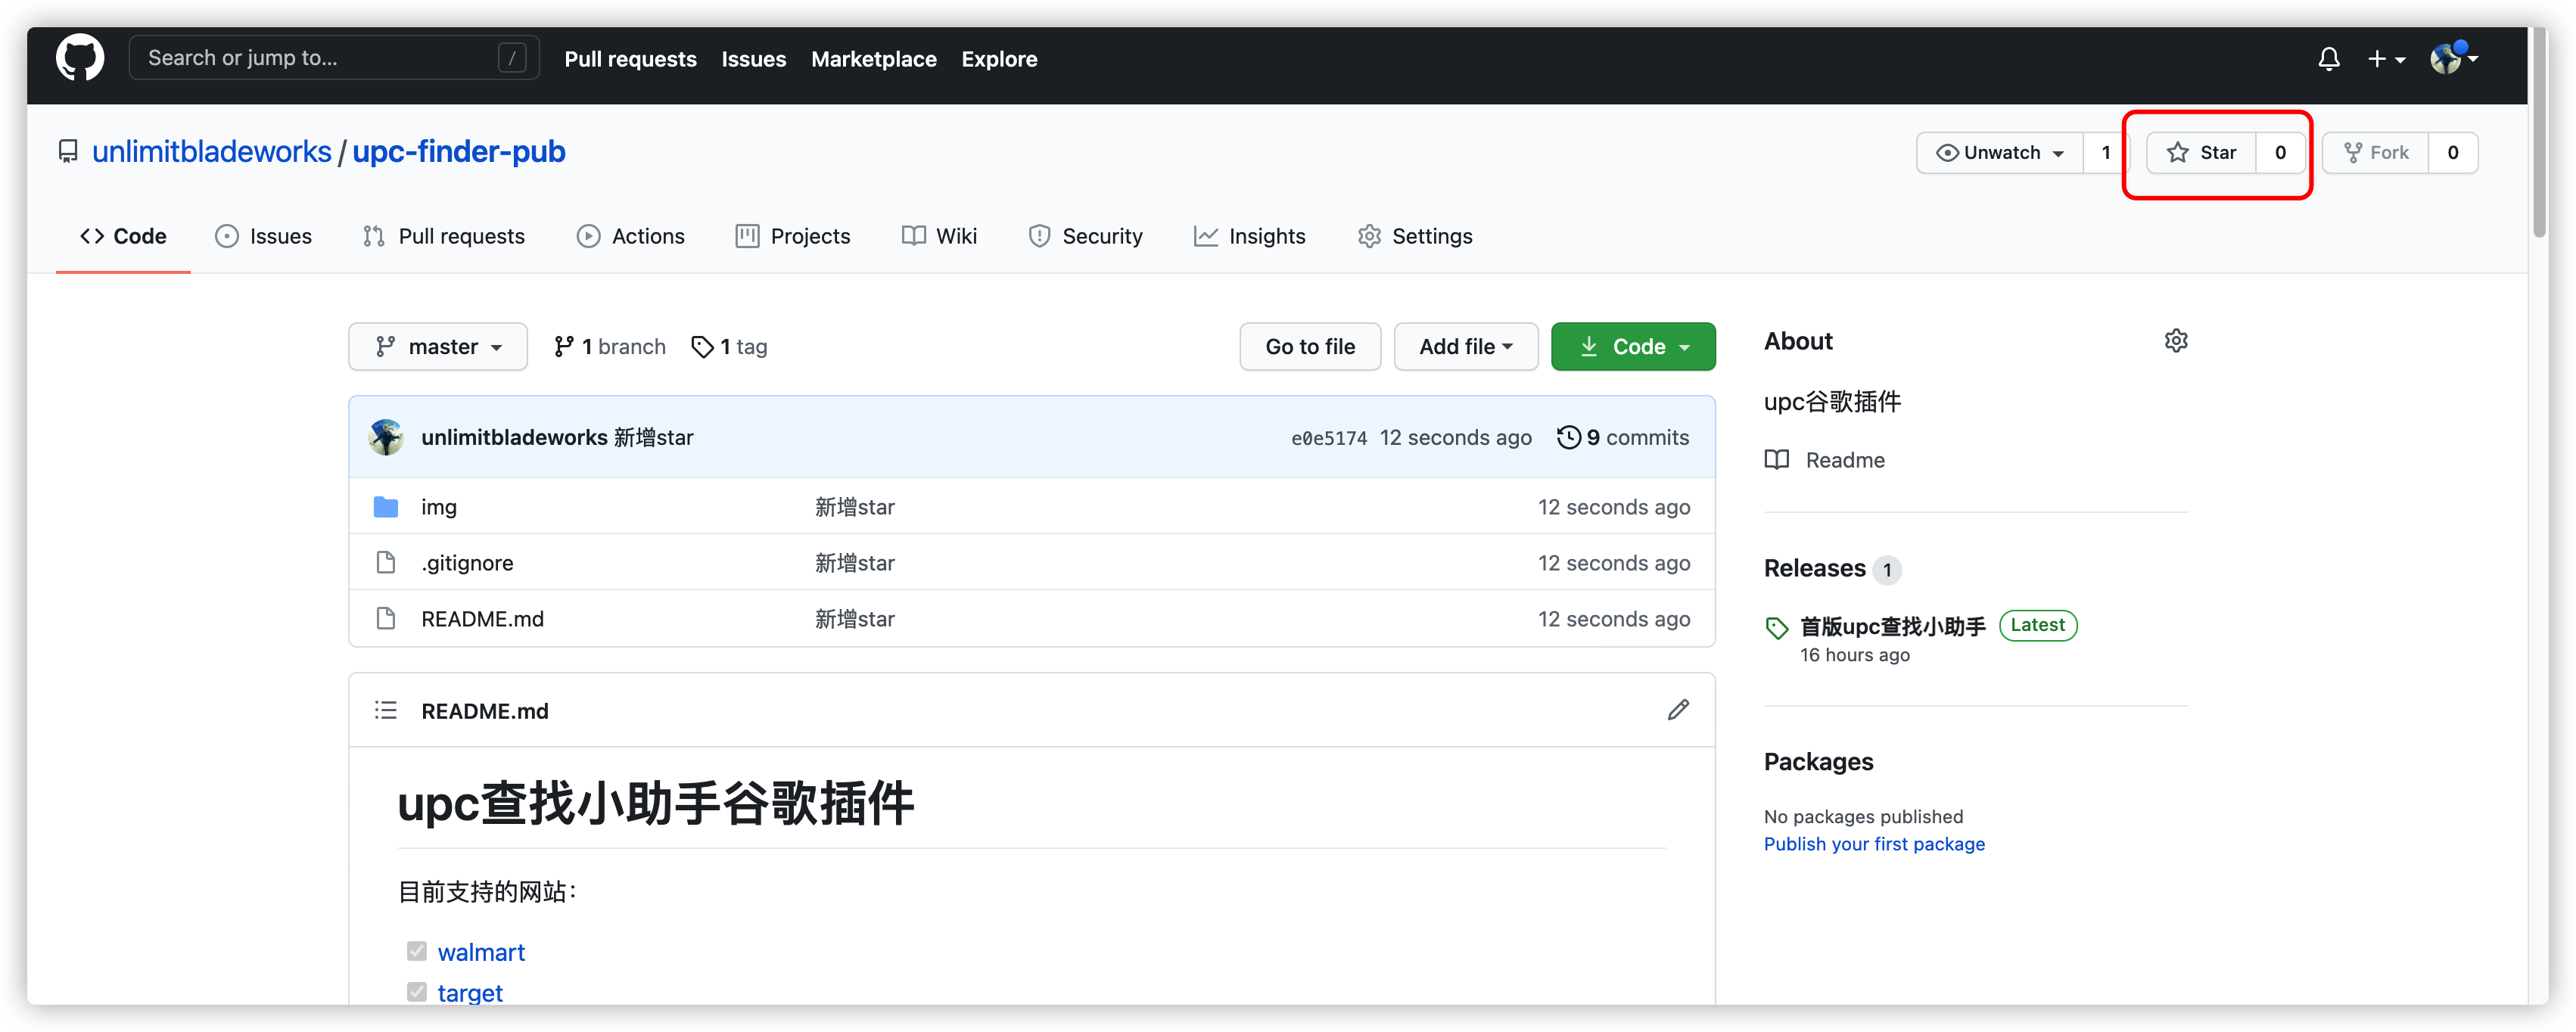 Search or jump to... /
Pull requests Issues Marketplace Explore
unlimitbladeworks / upc-finder-pub
Unwatch 1 Star 0 Fork 0
Code Issues Pull requests Actions Projects Wiki Security Insights Settings
master 1 branch 1 tag Go to file Add file Code
unlimitbladeworks 新增star e0e5174 12 seconds ago 9 commits
img 新增star 12 seconds ago
.gitignore 新增star 12 seconds ago
README.md 新增star 12 seconds ago
README.md
upc查找小助手谷歌插件
目前支持的网站：
walmart
target
About
upc谷歌插件
Readme
Releases 1
首版upc查找小助手 Latest
16 hours ago
Packages
No packages published
Publish your first package